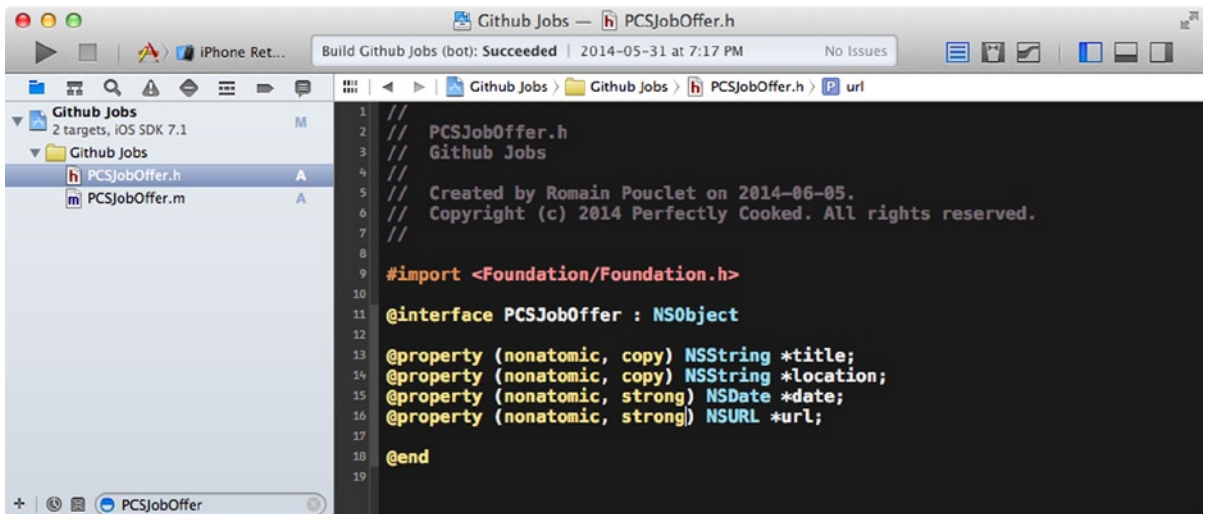 Github Jobs — h PCSJobOffer.h
iPhone Ret...
Build Github Jobs (bot): Succeeded | 2014-05-31 at 7:17 PM No Issues
Github Jobs 〉 Github Jobs 〉 h PCSJobOffer.h 〉 P url
Github Jobs
2 targets, iOS SDK 7.1 M
Github Jobs
h PCSJobOffer.h A
m PCSJobOffer.m A
PCSJobOffer
1 //
2 //  PCSJobOffer.h
3 //  Github Jobs
4 //
5 //  Created by Romain Pouclet on 2014-06-05.
6 //  Copyright (c) 2014 Perfectly Cooked. All rights reserved.
7 //
8
9 #import <Foundation/Foundation.h>
10
11 @interface PCSJobOffer : NSObject
12
13 @property (nonatomic, copy) NSString *title;
14 @property (nonatomic, copy) NSString *location;
15 @property (nonatomic, strong) NSDate *date;
16 @property (nonatomic, strong) NSURL *url;
17
18 @end
19